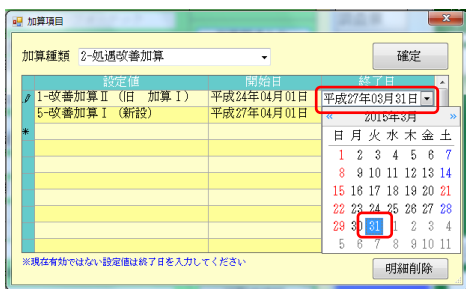 加算項目
加算種類 2-処遇改善加算 確定
設定値 開始日 終了日
1-改善加算Ⅱ (旧 加算Ⅰ) 平成24年04月01日 平成27年03月31日
5-改善加算Ⅰ (新設) 平成27年04月01日
« 2015年3月 »
日 月 火 水 木 金 土
1 2 3 4 5 6 7
8 9 10 11 12 13 14
15 16 17 18 19 20 21
22 23 24 25 26 27 28
29 30 31 1 2 3 4
5 6 7 8 9 10 11
※現在有効ではない設定値は終了日を入力してください
明細削除